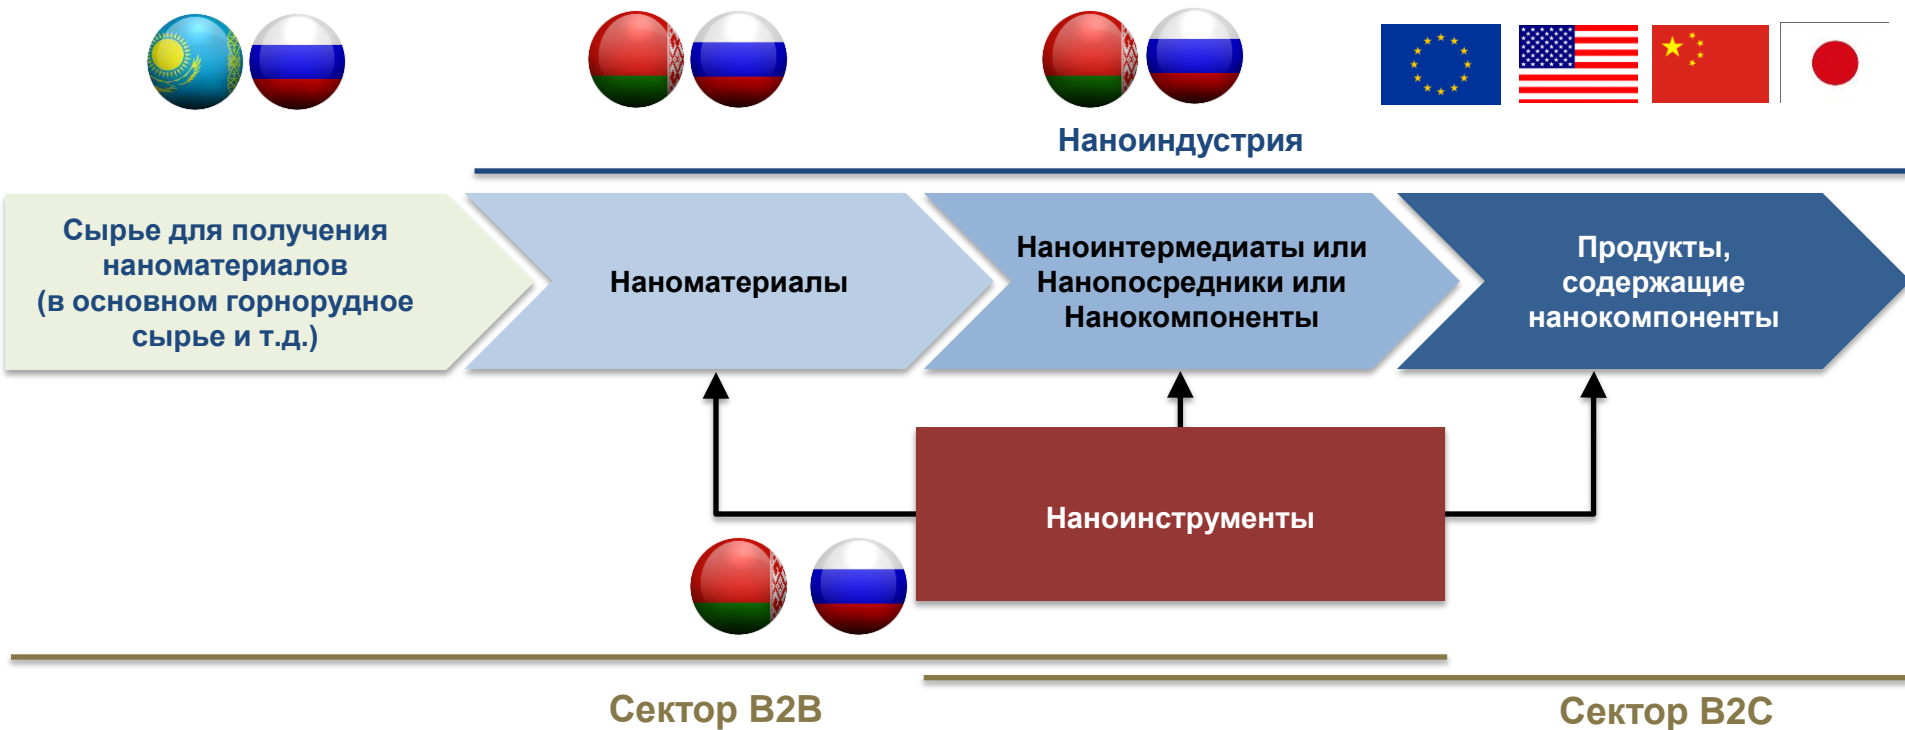 Наноиндустрия
Сырье для получения
наноматериалов
(в основном горнорудное
сырье и т.д.)
Наноматериалы
Наноинтермедиаты или
Нанопосредники или
Нанокомпоненты
Продукты,
содержащие
нанокомпоненты
Наноинструменты
Сектор B2B
Сектор B2C